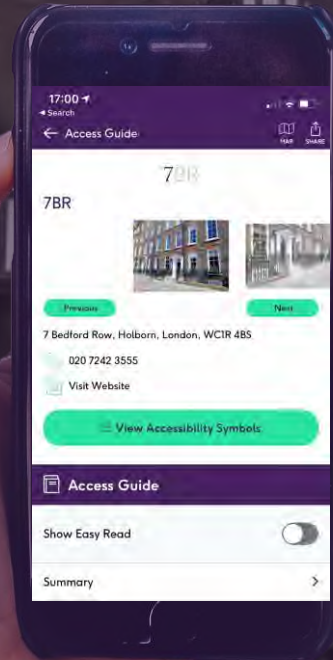 17:00
Search
Access Guide
MAP
SHARE
7BR
7BR
Previous
Next
7 Bedford Row, Holborn, London, WC1R 4BS
020 7242 3555
Visit Website
View Accessibility Symbols
Access Guide
Show Easy Read
Summary